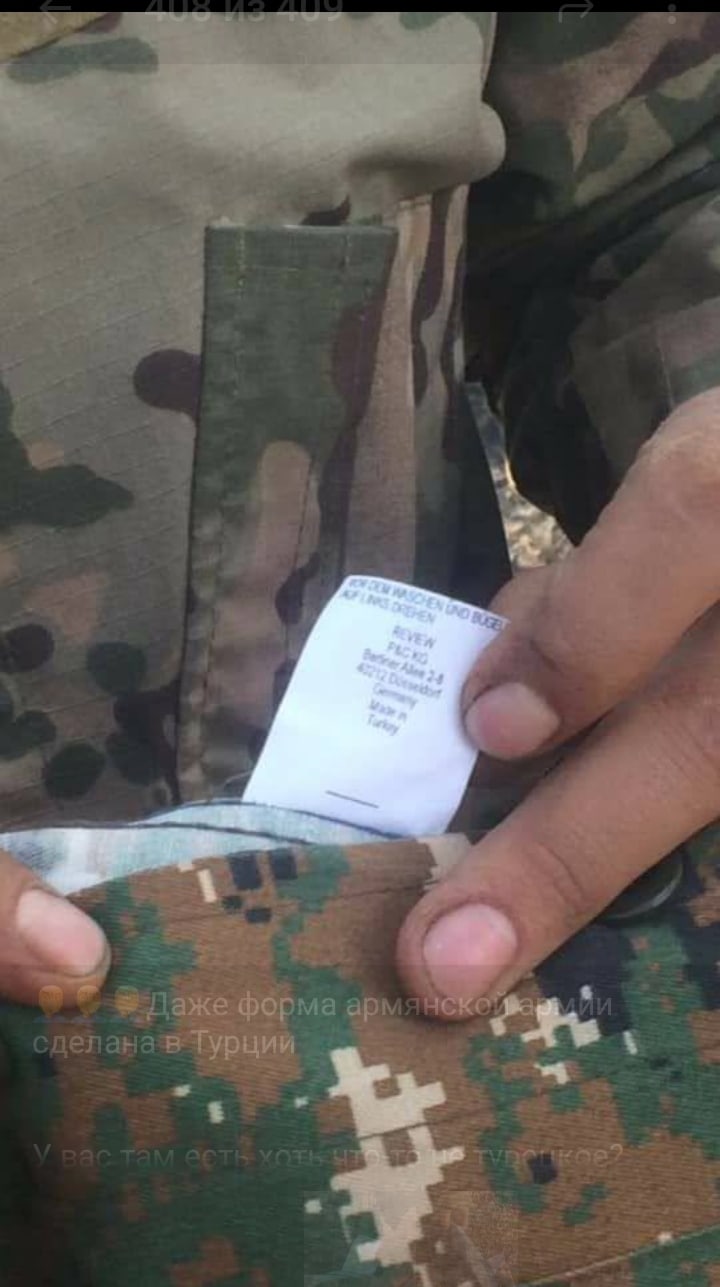 408 из 409
VOR DEM WASCHEN UND BÜGEL
AUF LINKS DREHEN
REVIEW
P&C KG
Berliner Allee 2-8
40212 Düsseldorf
Germany
Made in
Turkey
Даже форма армянской армии
сделана в Турции
У вас там есть хоть что-то не турецкое?